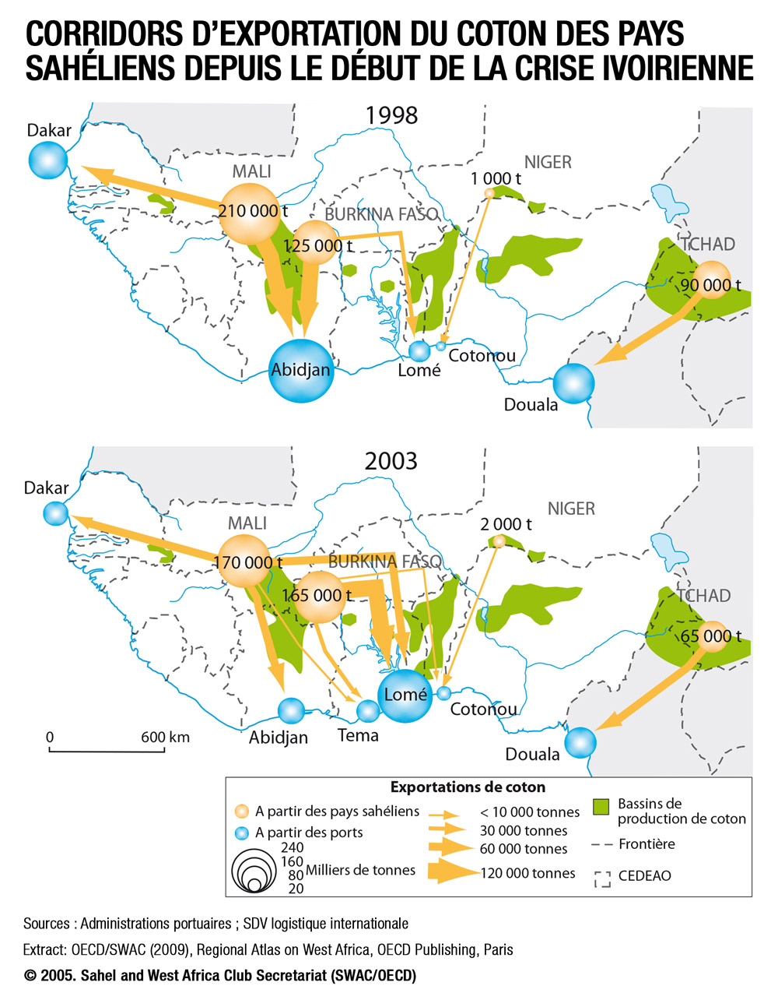 CORRIDORS D’EXPORTATION DU COTON DES PAYS
SAHÉLIENS DEPUIS LE DÉBUT DE LA CRISE IVOIRIENNE
1998
Dakar
MALI
NIGER
1 000 t
210 000 t
BURKINA FASO
125 000 t
TCHAD
90 000 t
Abidjan
Lomé
Cotonou
Douala
2003
Dakar
MALI
NIGER
2 000 t
170 000 t
BURKINA FASO
165 000 t
TCHAD
65 000 t
Lomé
Cotonou
Abidjan
Tema
Douala
0 600 km
Exportations de coton
A partir des pays sahéliens
A partir des ports
240
160
80
20
Milliers de tonnes
< 10 000 tonnes
30 000 tonnes
60 000 tonnes
120 000 tonnes
Bassins de
production de coton
Frontière
CEDEAO
Sources : Administrations portuaires ; SDV logistique internationale
Extract: OECD/SWAC (2009), Regional Atlas on West Africa, OECD Publishing, Paris
© 2005. Sahel and West Africa Club Secretariat (SWAC/OECD)